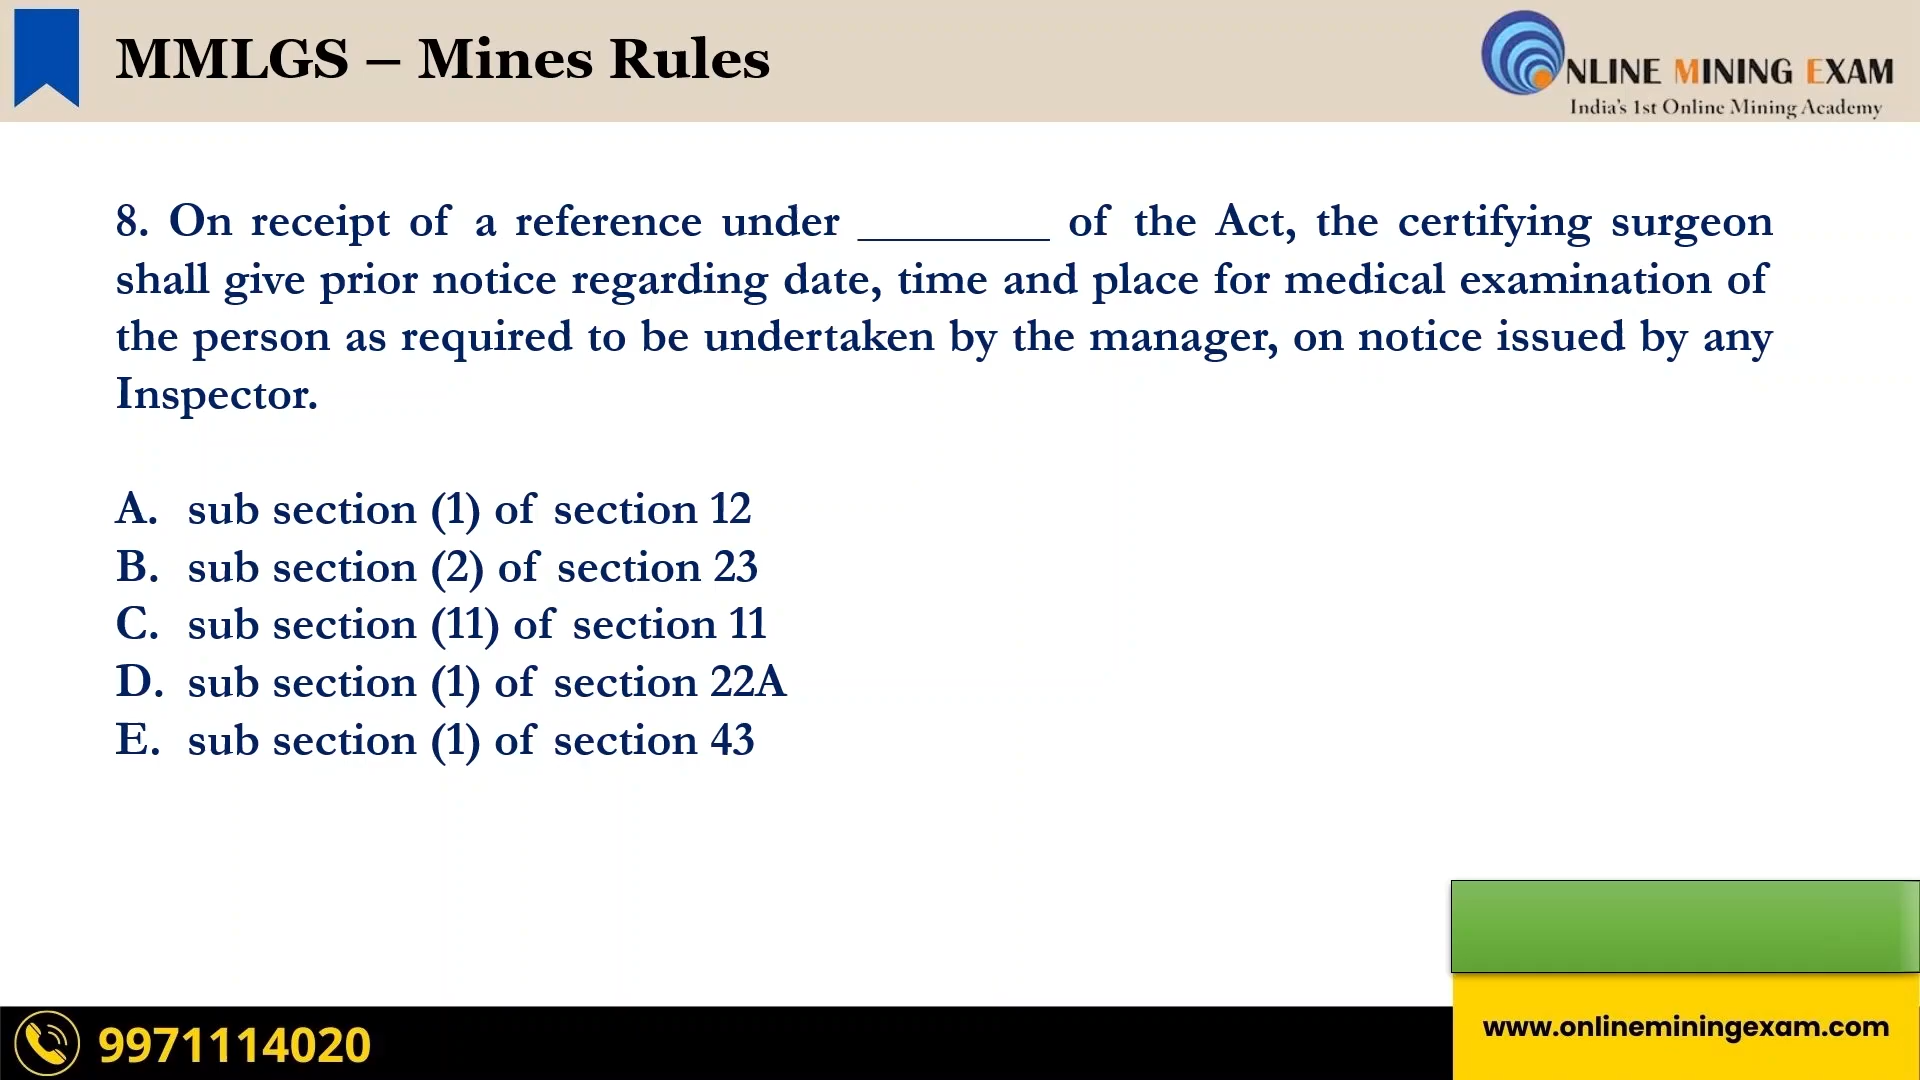 MMLGS – Mines Rules
NLINE MINING EXAM
India's 1st Online Mining Academy
8. On receipt of a reference under ________ of the Act, the certifying surgeon
shall give prior notice regarding date, time and place for medical examination of
the person as required to be undertaken by the manager, on notice issued by any
Inspector.
A. sub section (1) of section 12
B. sub section (2) of section 23
C. sub section (11) of section 11
D. sub section (1) of section 22A
E. sub section (1) of section 43
9971114020
www.onlineminingexam.com